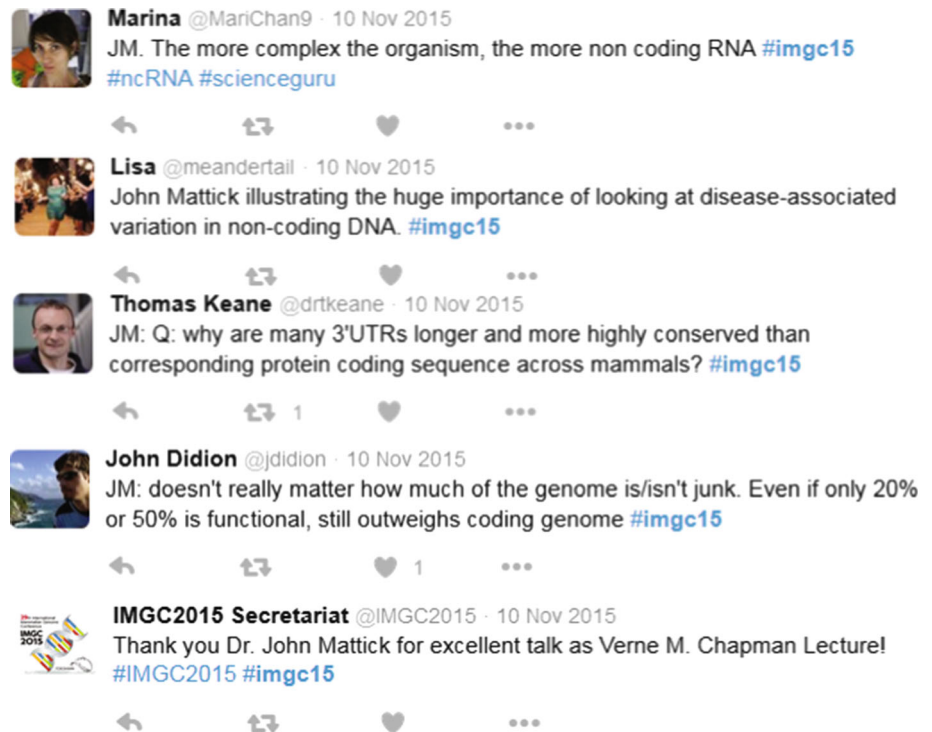 Marina @MariChan9 · 10 Nov 2015
JM. The more complex the organism, the more non coding RNA #imgc15
#ncRNA #scienceguru
Lisa @meandertail · 10 Nov 2015
John Mattick illustrating the huge importance of looking at disease-associated
variation in non-coding DNA. #imgc15
Thomas Keane @drtkeane · 10 Nov 2015
JM: Q: why are many 3'UTRs longer and more highly conserved than
corresponding protein coding sequence across mammals? #imgc15
1
John Didion @jdidion · 10 Nov 2015
JM: doesn't really matter how much of the genome is/isn't junk. Even if only 20%
or 50% is functional, still outweighs coding genome #imgc15
1
IMGC2015 Secretariat @IMGC2015 · 10 Nov 2015
IMGC
2015
Thank you Dr. John Mattick for excellent talk as Verne M. Chapman Lecture!
#IMGC2015 #imgc15